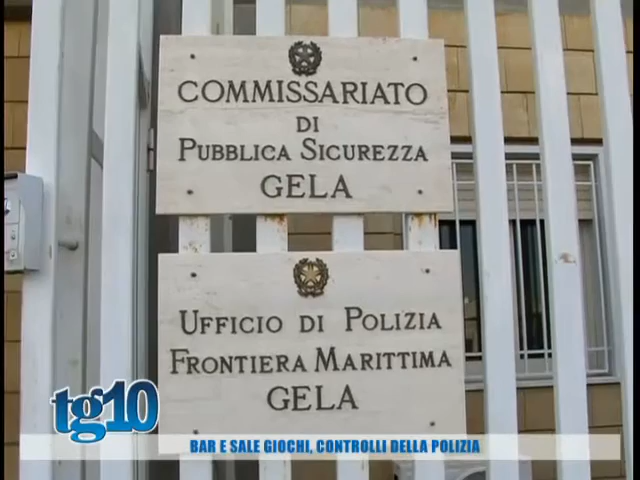 COMMISSARIATO
DI
PUBBLICA SICUREZZA
GELA
UFFICIO DI POLIZIA
FRONTIERA MARITTIMA
GELA
tg10
BAR E SALE GIOCHI, CONTROLLI DELLA POLIZIA